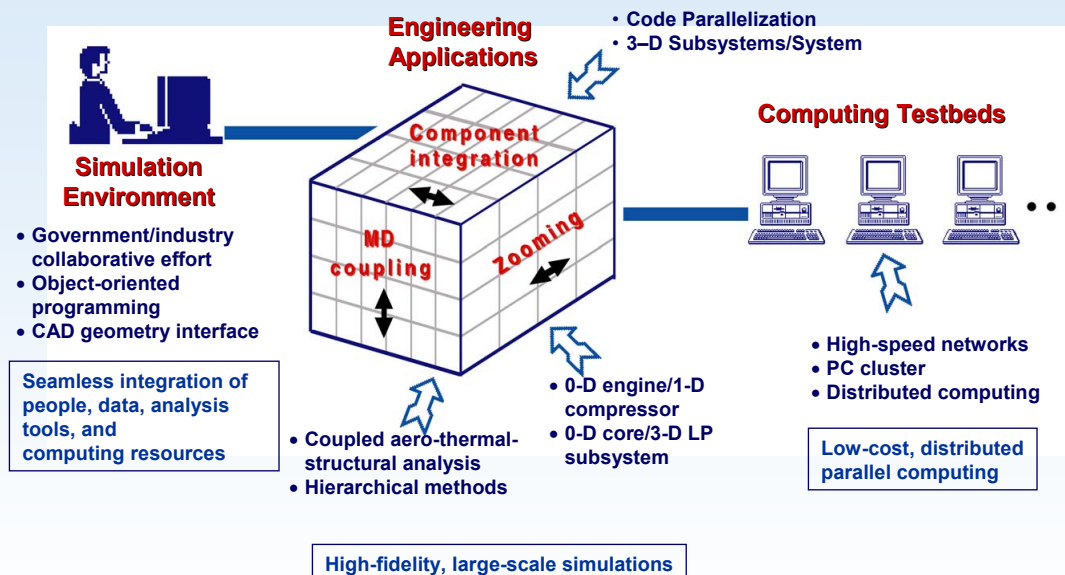 Engineering
Applications
• Code Parallelization
• 3–D Subsystems/System
Simulation
Environment
• Government/industry
collaborative effort
• Object-oriented
programming
• CAD geometry interface
Seamless integration of
people, data, analysis
tools, and
computing resources
Component
integration
MD
coupling
Zooming
• Coupled aero-thermal-
structural analysis
• Hierarchical methods
• 0-D engine/1-D
compressor
• 0-D core/3-D LP
subsystem
Computing Testbeds
• •
• High-speed networks
• PC cluster
• Distributed computing
Low-cost, distributed
parallel computing
High-fidelity, large-scale simulations